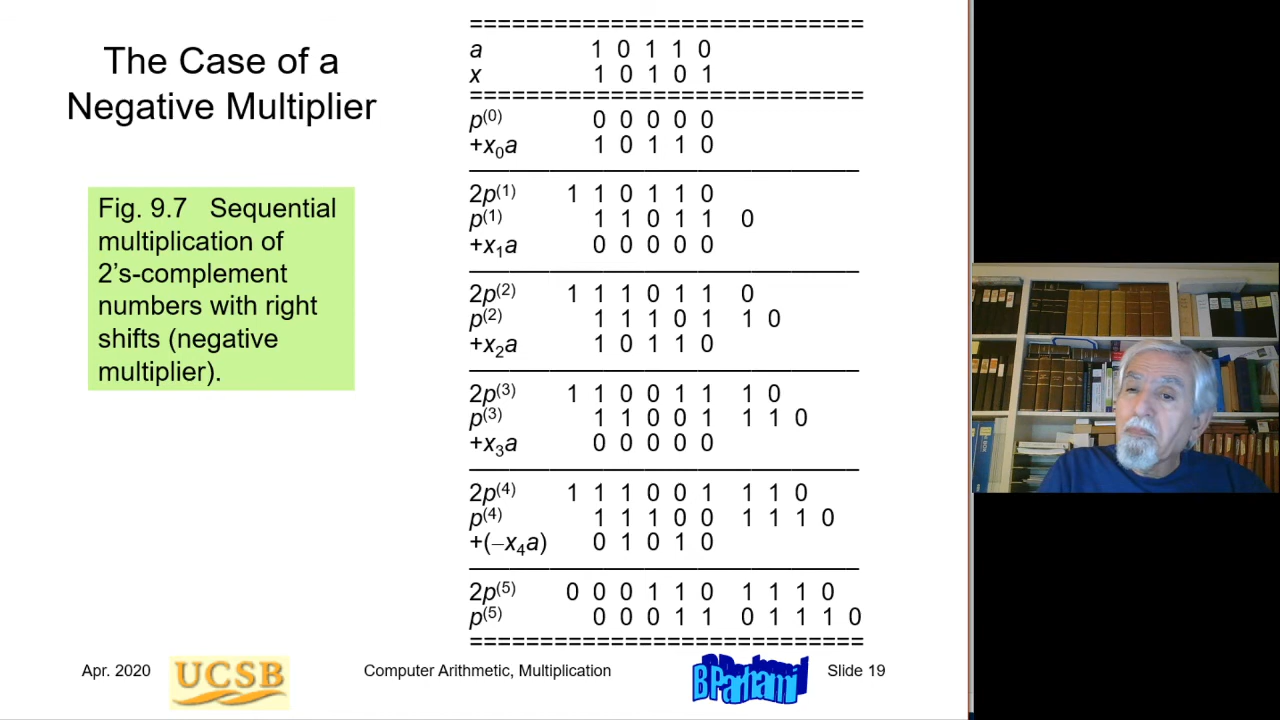 The Case of a
Negative Multiplier
Fig. 9.7 Sequential
multiplication of
2’s-complement
numbers with right
shifts (negative
multiplier).
============================
a 1 0 1 1 0
x 1 0 1 0 1
============================
p(0) 0 0 0 0 0
+x0a 1 0 1 1 0
2p(1) 1 1 0 1 1 0
p(1) 1 1 0 1 1 0
+x1a 0 0 0 0 0
2p(2) 1 1 1 0 1 1 0
p(2) 1 1 1 0 1 1 0
+x2a 1 0 1 1 0
2p(3) 1 1 0 0 1 1 1 0
p(3) 1 1 0 0 1 1 1 0
+x3a 0 0 0 0 0
2p(4) 1 1 1 0 0 1 1 1 0
p(4) 1 1 1 0 0 1 1 1 0
+(−x4a) 0 1 0 1 0
2p(5) 0 0 0 1 1 0 1 1 1 0
p(5) 0 0 0 1 1 0 1 1 1 0
============================
Apr. 2020
UCSB
Computer Arithmetic, Multiplication
B Parhami
Slide 19